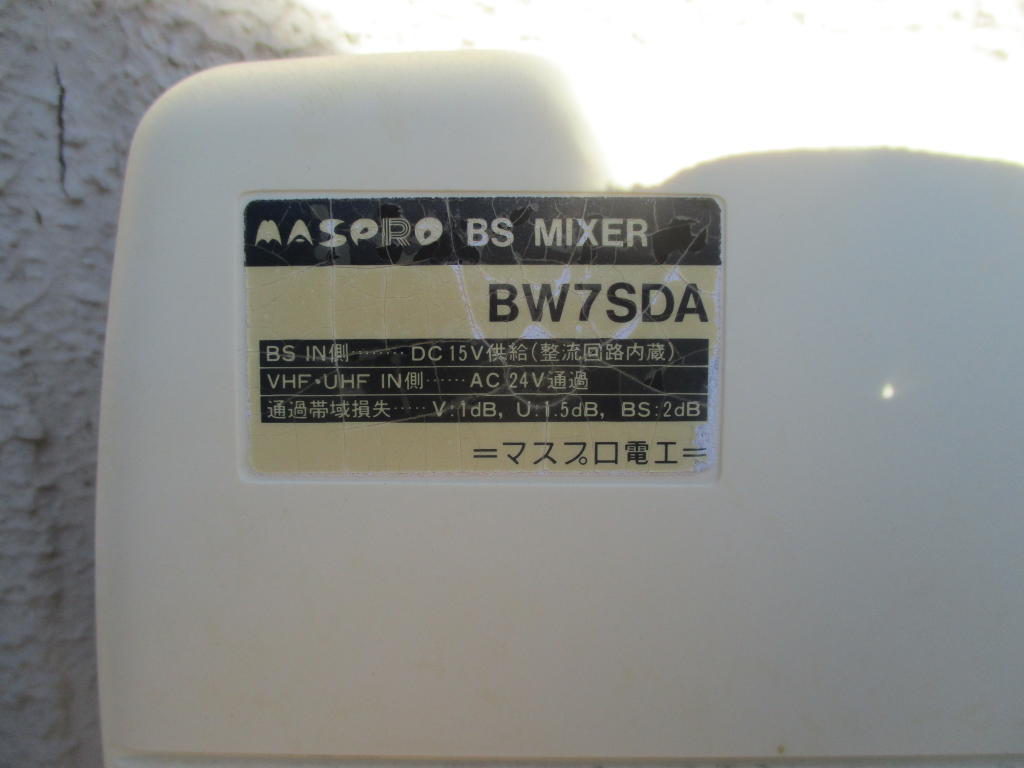 MASPRO BS MIXER
BW7SDA
BS IN側········DC15V供給(整流回路内蔵)
VHF·UHF IN側······AC24V通過
通過帯域損失·····V:1dB, U:1.5dB, BS:2dB
=マスプロ電工=